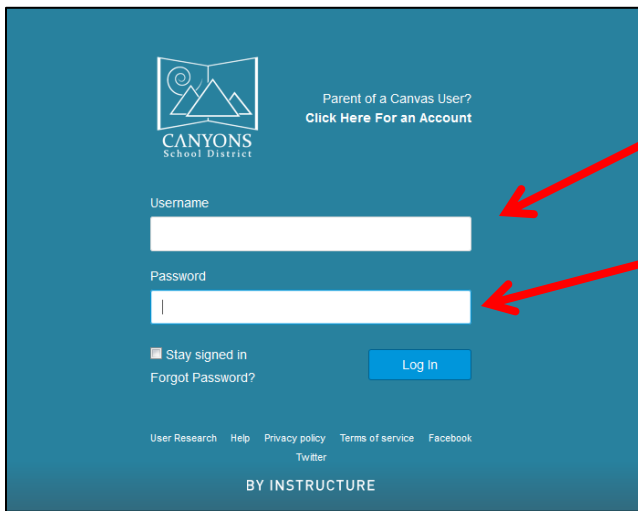 CANYONS
School District
Parent of a Canvas User?
Click Here For an Account
Username
Password
Stay signed in
Forgot Password?
Log In
User Research Help Privacy policy Terms of service Facebook
Twitter
BY INSTRUCTURE